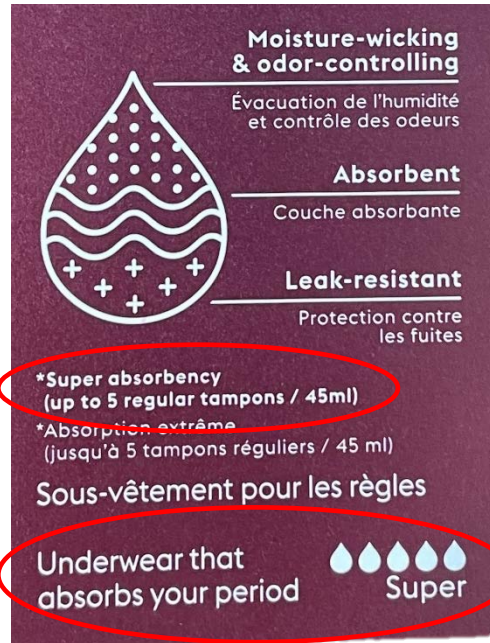 Moisture-wicking
& odor-controlling
Évacuation de l'humidité
et contrôle des odeurs
Absorbent
Couche absorbante
Leak-resistant
Protection contre
les fuites
*Super absorbency
(up to 5 regular tampons / 45ml)
*Absorption extrême
(jusqu'à 5 tampons réguliers / 45 ml)
Sous-vêtement pour les règles
Underwear that
absorbs your period
Super